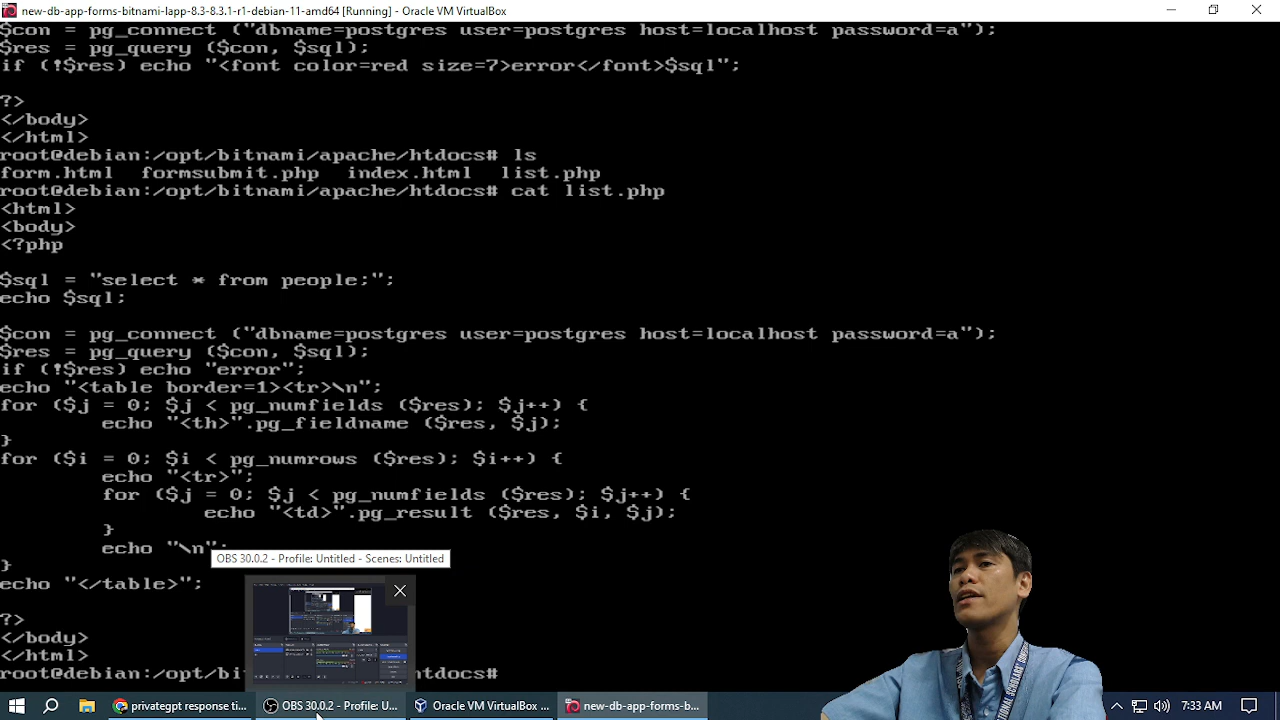 new-db-app-forms-bitnami-lapp-8.3-8.3.1-r1-debian-11-amd64 [Running] - Oracle VM VirtualBox
$con = pg_connect ("dbname=postgres user=postgres host=localhost password=a");
$res = pg_query ($con, $sql);
if (!$res) echo "<font color=red size=7>error</font>$sql";
?>
</body>
</html>
root@debian:/opt/bitnami/apache/htdocs# ls
form.html  formsubmit.php  index.html  list.php
root@debian:/opt/bitnami/apache/htdocs# cat list.php
<html>
<body>
<?php
$sql = "select * from people;";
echo $sql;
$con = pg_connect ("dbname=postgres user=postgres host=localhost password=a");
$res = pg_query ($con, $sql);
if (!$res) echo "error";
echo "<table border=1><tr>\n";
for ($j = 0; $j < pg_numfields ($res); $j++) {
        echo "<th>".pg_fieldname ($res, $j);
}
for ($i = 0; $i < pg_numrows ($res); $i++) {
        echo "<tr>";
        for ($j = 0; $j < pg_numfields ($res); $j++) {
                echo "<td>".pg_result ($res, $i, $j);
        }
        echo "\n";
OBS 30.0.2 - Profile: Untitled - Scenes: Untitled
}
echo "</table>";
?>
</body>
</html>
root@debian:/opt/bit
htdocs#
privategpt response ti...
OBS 30.0.2 - Profile: U...
Oracle VM VirtualBox ...
new-db-app-forms-b...
7:33 AM